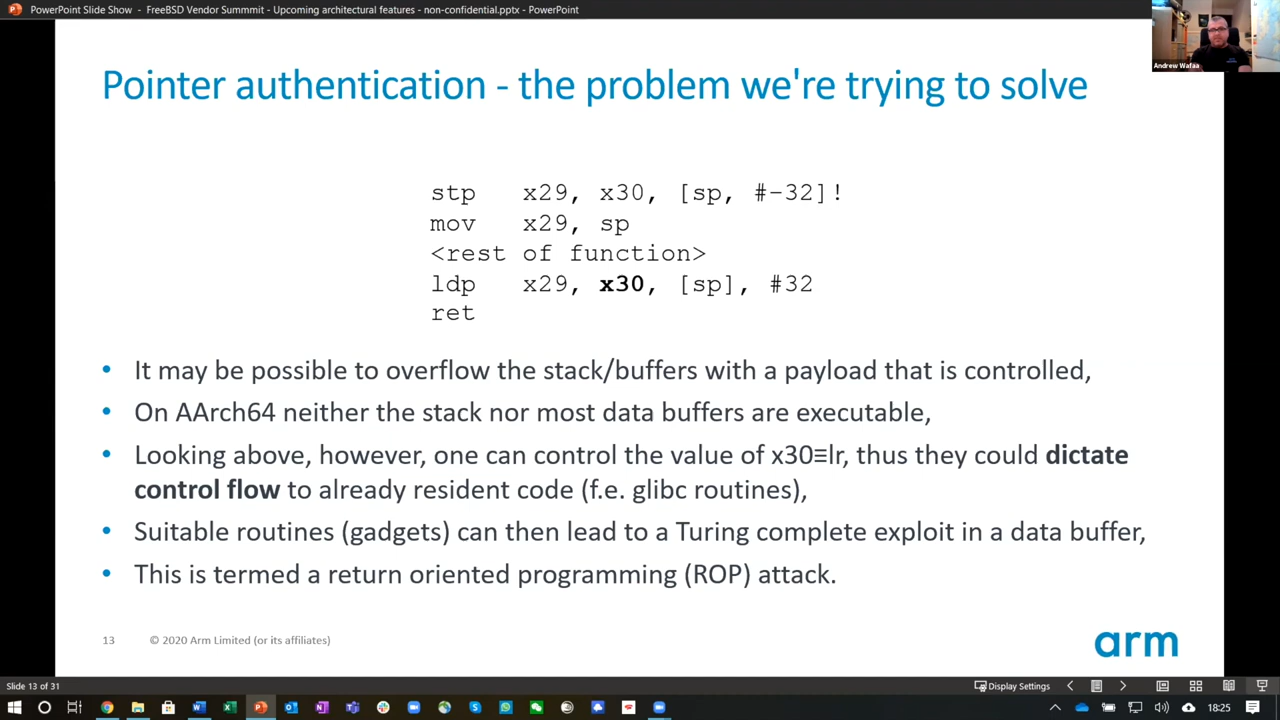 PowerPoint Slide Show - FreeBSD Vendor Summmit - Upcoming architectural features - non-confidential.pptx - PowerPoint
Andrew Wafaa
Pointer authentication - the problem we're trying to solve
stp x29, x30, [sp, #-32]!
mov x29, sp
<rest of function>
ldp x29, x30, [sp], #32
ret
• It may be possible to overflow the stack/buffers with a payload that is controlled,
• On AArch64 neither the stack nor most data buffers are executable,
• Looking above, however, one can control the value of x30≡lr, thus they could dictate
control flow to already resident code (f.e. glibc routines),
• Suitable routines (gadgets) can then lead to a Turing complete exploit in a data buffer,
• This is termed a return oriented programming (ROP) attack.
13 © 2020 Arm Limited (or its affiliates)
arm
Slide 13 of 31
Display Settings
18:25